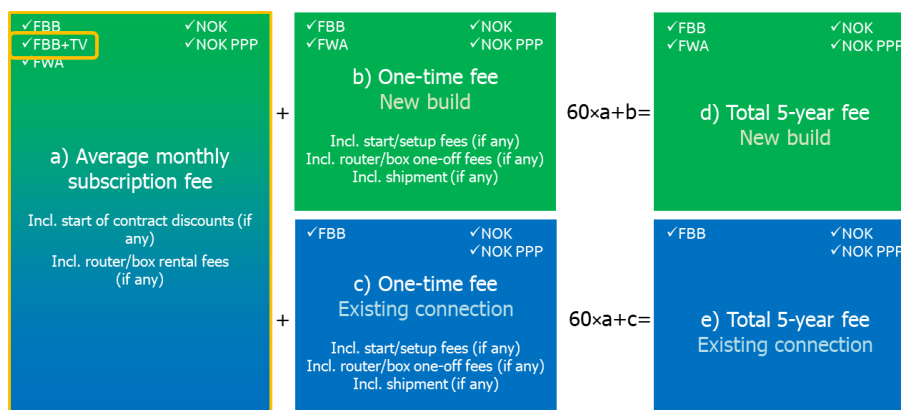 ✓FBB ✓NOK
✓FBB+TV ✓NOK PPP
✓FWA
a) Average monthly
subscription fee
Incl. start of contract discounts (if
any)
Incl. router/box rental fees
(if any)
+
✓FBB ✓NOK
✓FWA ✓NOK PPP
b) One-time fee
New build
Incl. start/setup fees (if any)
Incl. router/box one-off fees (if any)
Incl. shipment (if any)
60×a+b=
✓FBB ✓NOK
✓FWA ✓NOK PPP
d) Total 5-year fee
New build
+
✓FBB ✓NOK
✓NOK PPP
c) One-time fee
Existing connection
Incl. start/setup fees (if any)
Incl. router/box one-off fees (if any)
Incl. shipment (if any)
60×a+c=
✓FBB ✓NOK
✓NOK PPP
e) Total 5-year fee
Existing connection